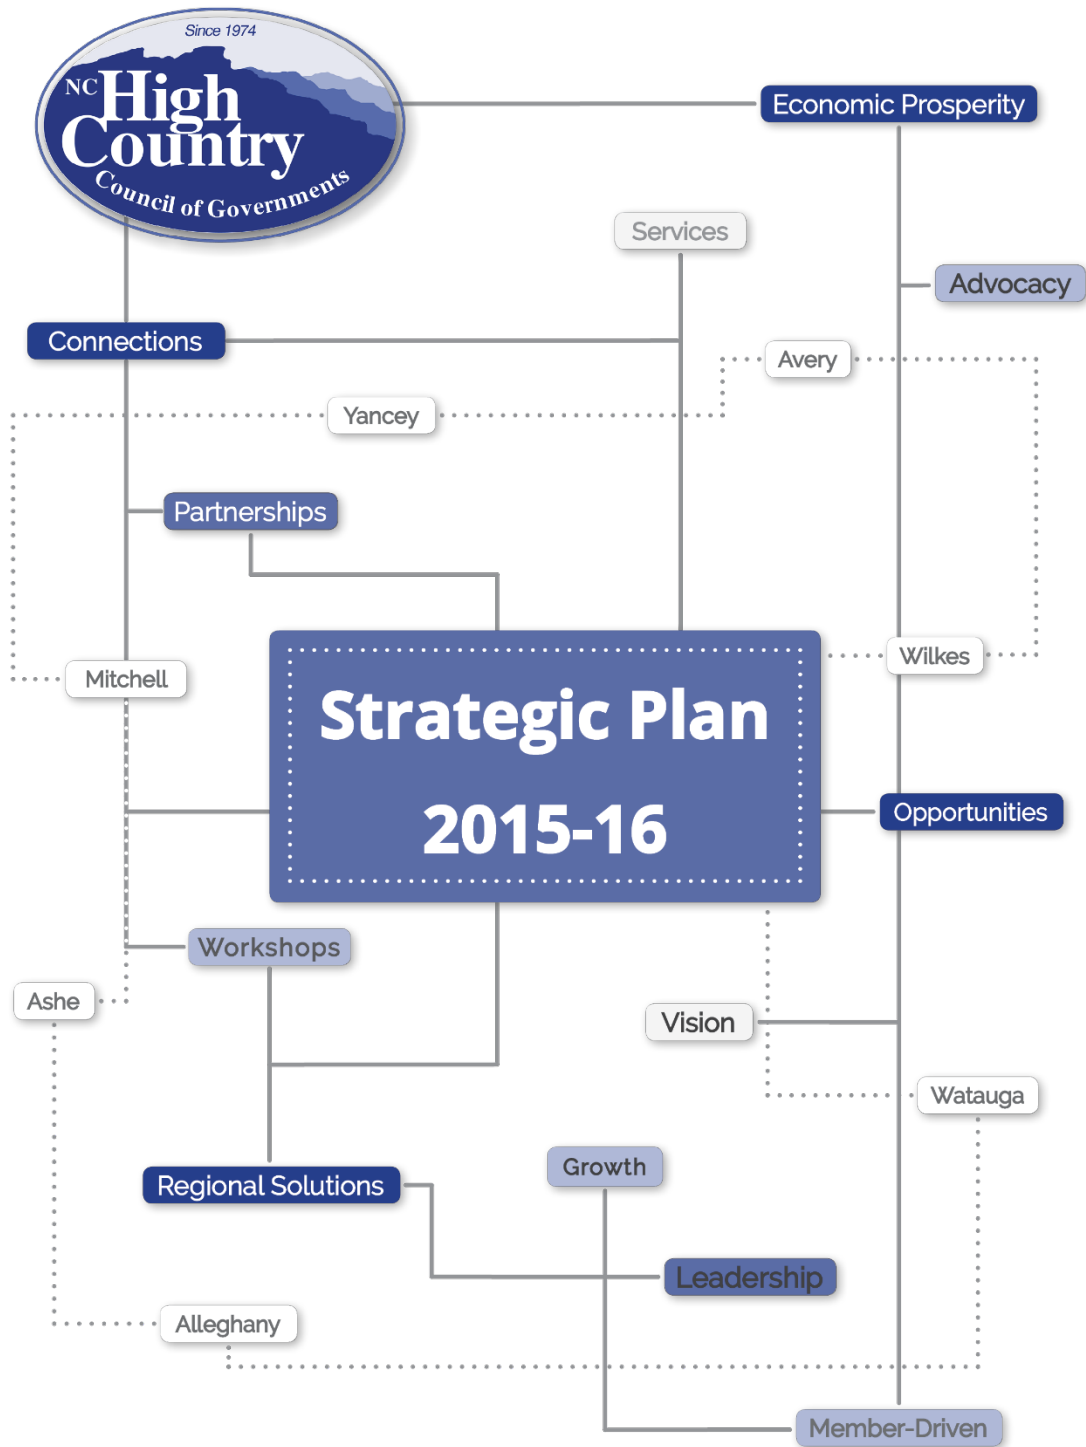 Since 1974
NC High
Country
Council of Governments
Economic Prosperity
Services
Advocacy
Connections
Avery
Yancey
Partnerships
Wilkes
Mitchell
Strategic Plan
2015-16
Opportunities
Workshops
Ashe
Vision
Watauga
Growth
Regional Solutions
Leadership
Alleghany
Member-Driven